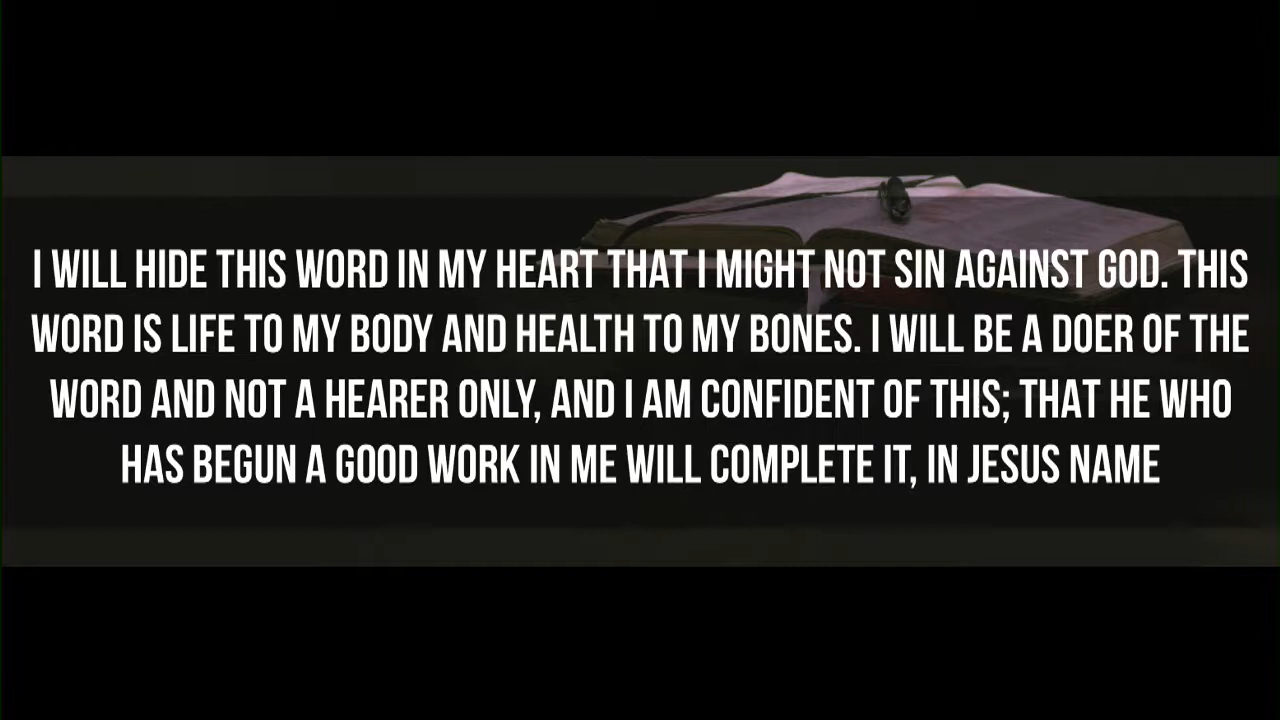 I WILL HIDE THIS WORD IN MY HEART THAT I MIGHT NOT SIN AGAINST GOD. THIS
WORD IS LIFE TO MY BODY AND HEALTH TO MY BONES. I WILL BE A DOER OF THE
WORD AND NOT A HEARER ONLY, AND I AM CONFIDENT OF THIS; THAT HE WHO
HAS BEGUN A GOOD WORK IN ME WILL COMPLETE IT, IN JESUS NAME